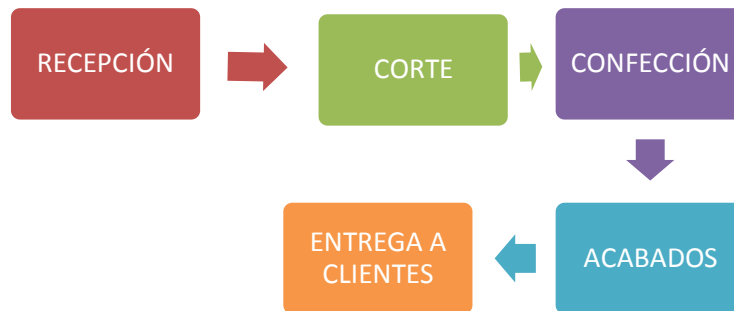 RECEPCIÓN
CORTE
CONFECCIÓN
ACABADOS
ENTREGA A
CLIENTES